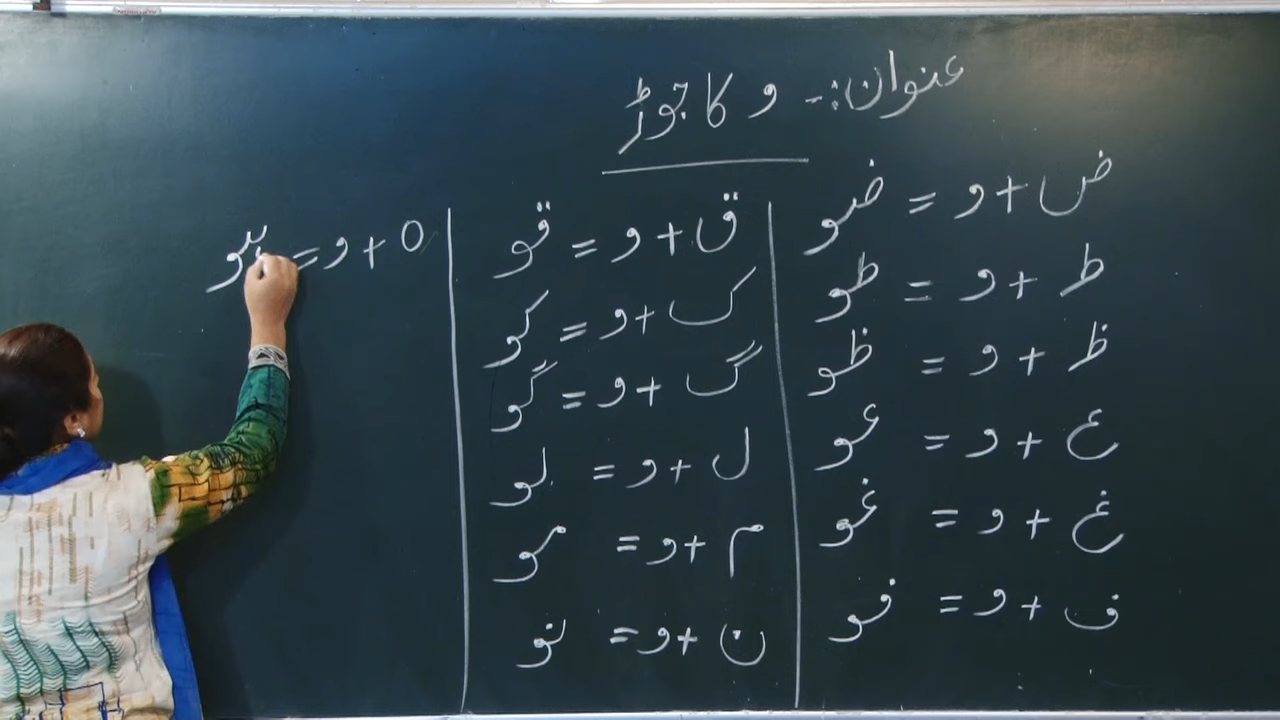 عنوان:- و کا جوڑ
ض + و = ضو
ط + و = طو
ظ + و = ظو
ع + و = عو
غ + و = غو
ف + و = فو
ق + و = قو
ک + و = کو
گ + و = گو
ل + و = لو
م + و = مو
ن + و = نو
ہ + و = ہو